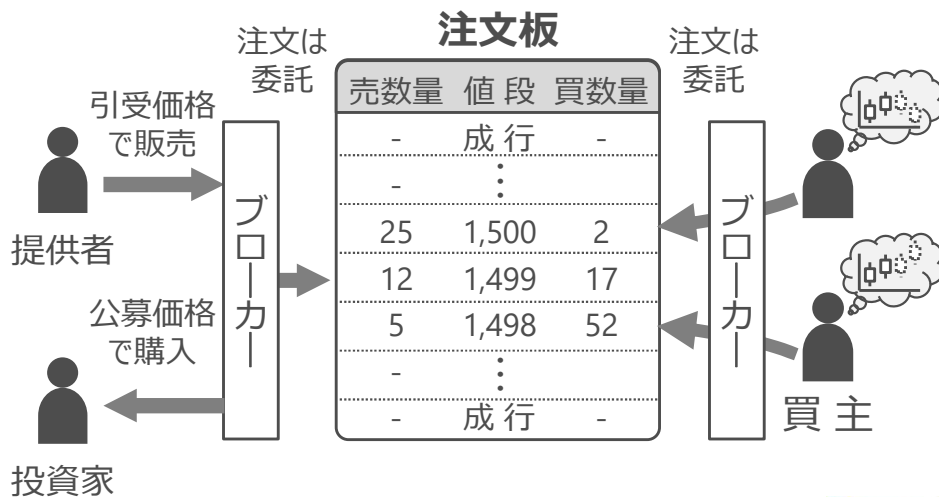 注文板
注文は
委託
注文は
委託
引受価格
で販売
提供者
公募価格
で購入
投資家
ブローカー
売数量 値段 買数量
- 成行 -
- ⋮
25 1,500 2
12 1,499 17
5 1,498 52
- ⋮
- 成行 -
ブローカー
買主